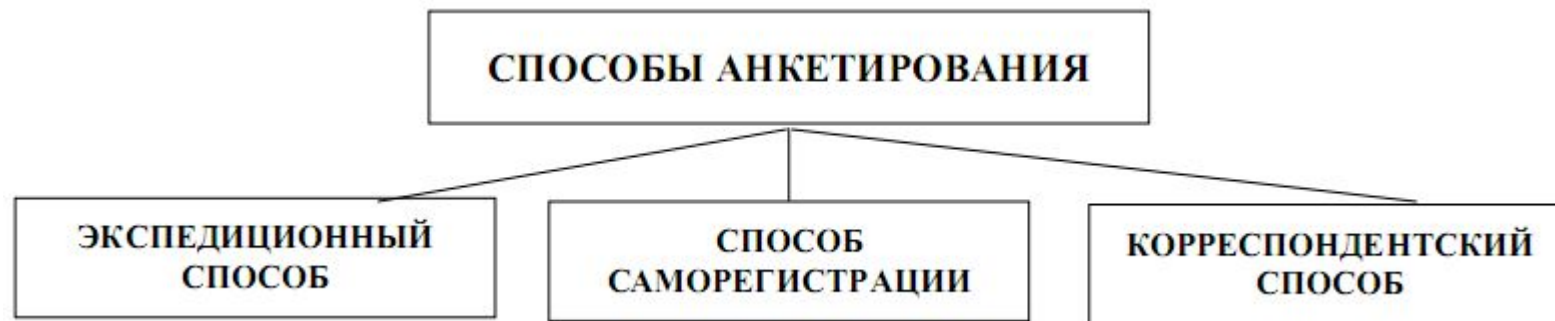 СПОСОБЫ АНКЕТИРОВАНИЯ
ЭКСПЕДИЦИОННЫЙ
СПОСОБ
СПОСОБ
САМОРЕГИСТРАЦИИ
КОРРЕСПОНДЕНТСКИЙ
СПОСОБ